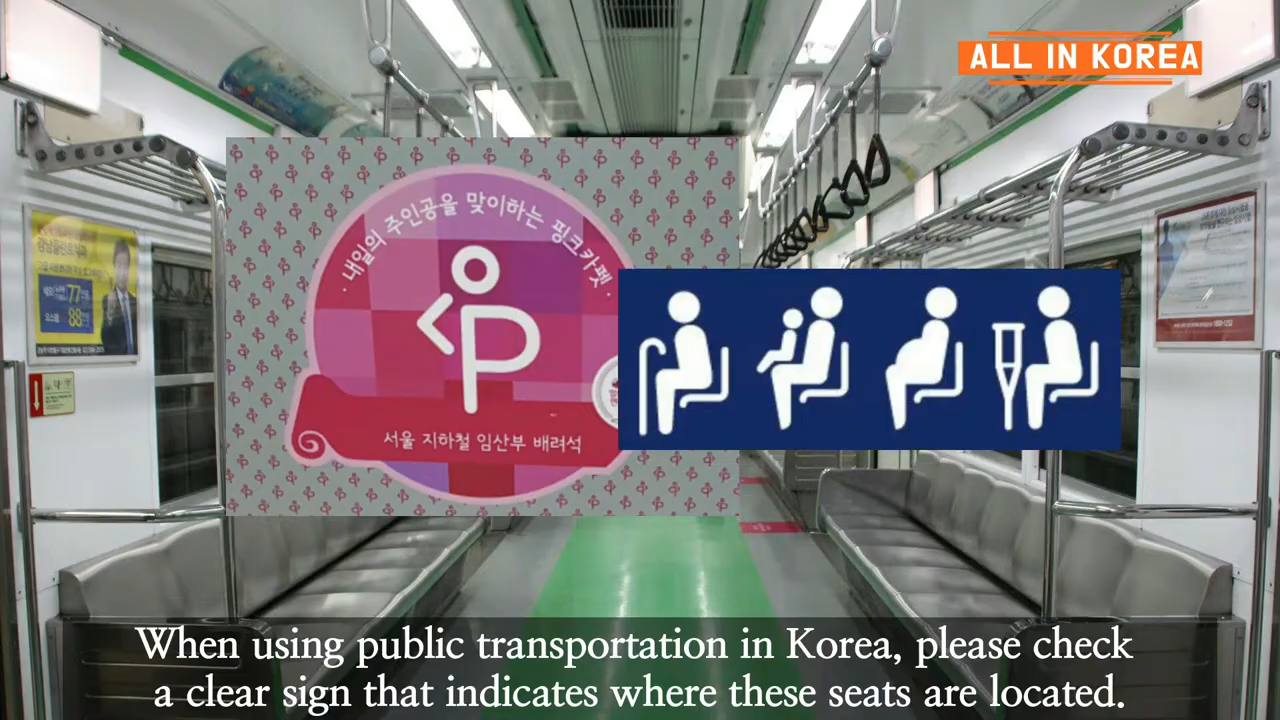 ALL IN KOREA
· 내일의 주인공을 맞이하는 핑크카펫 ·
서울 지하철 임산부 배려석
77
88
When using public transportation in Korea, please check
a clear sign that indicates where these seats are located.